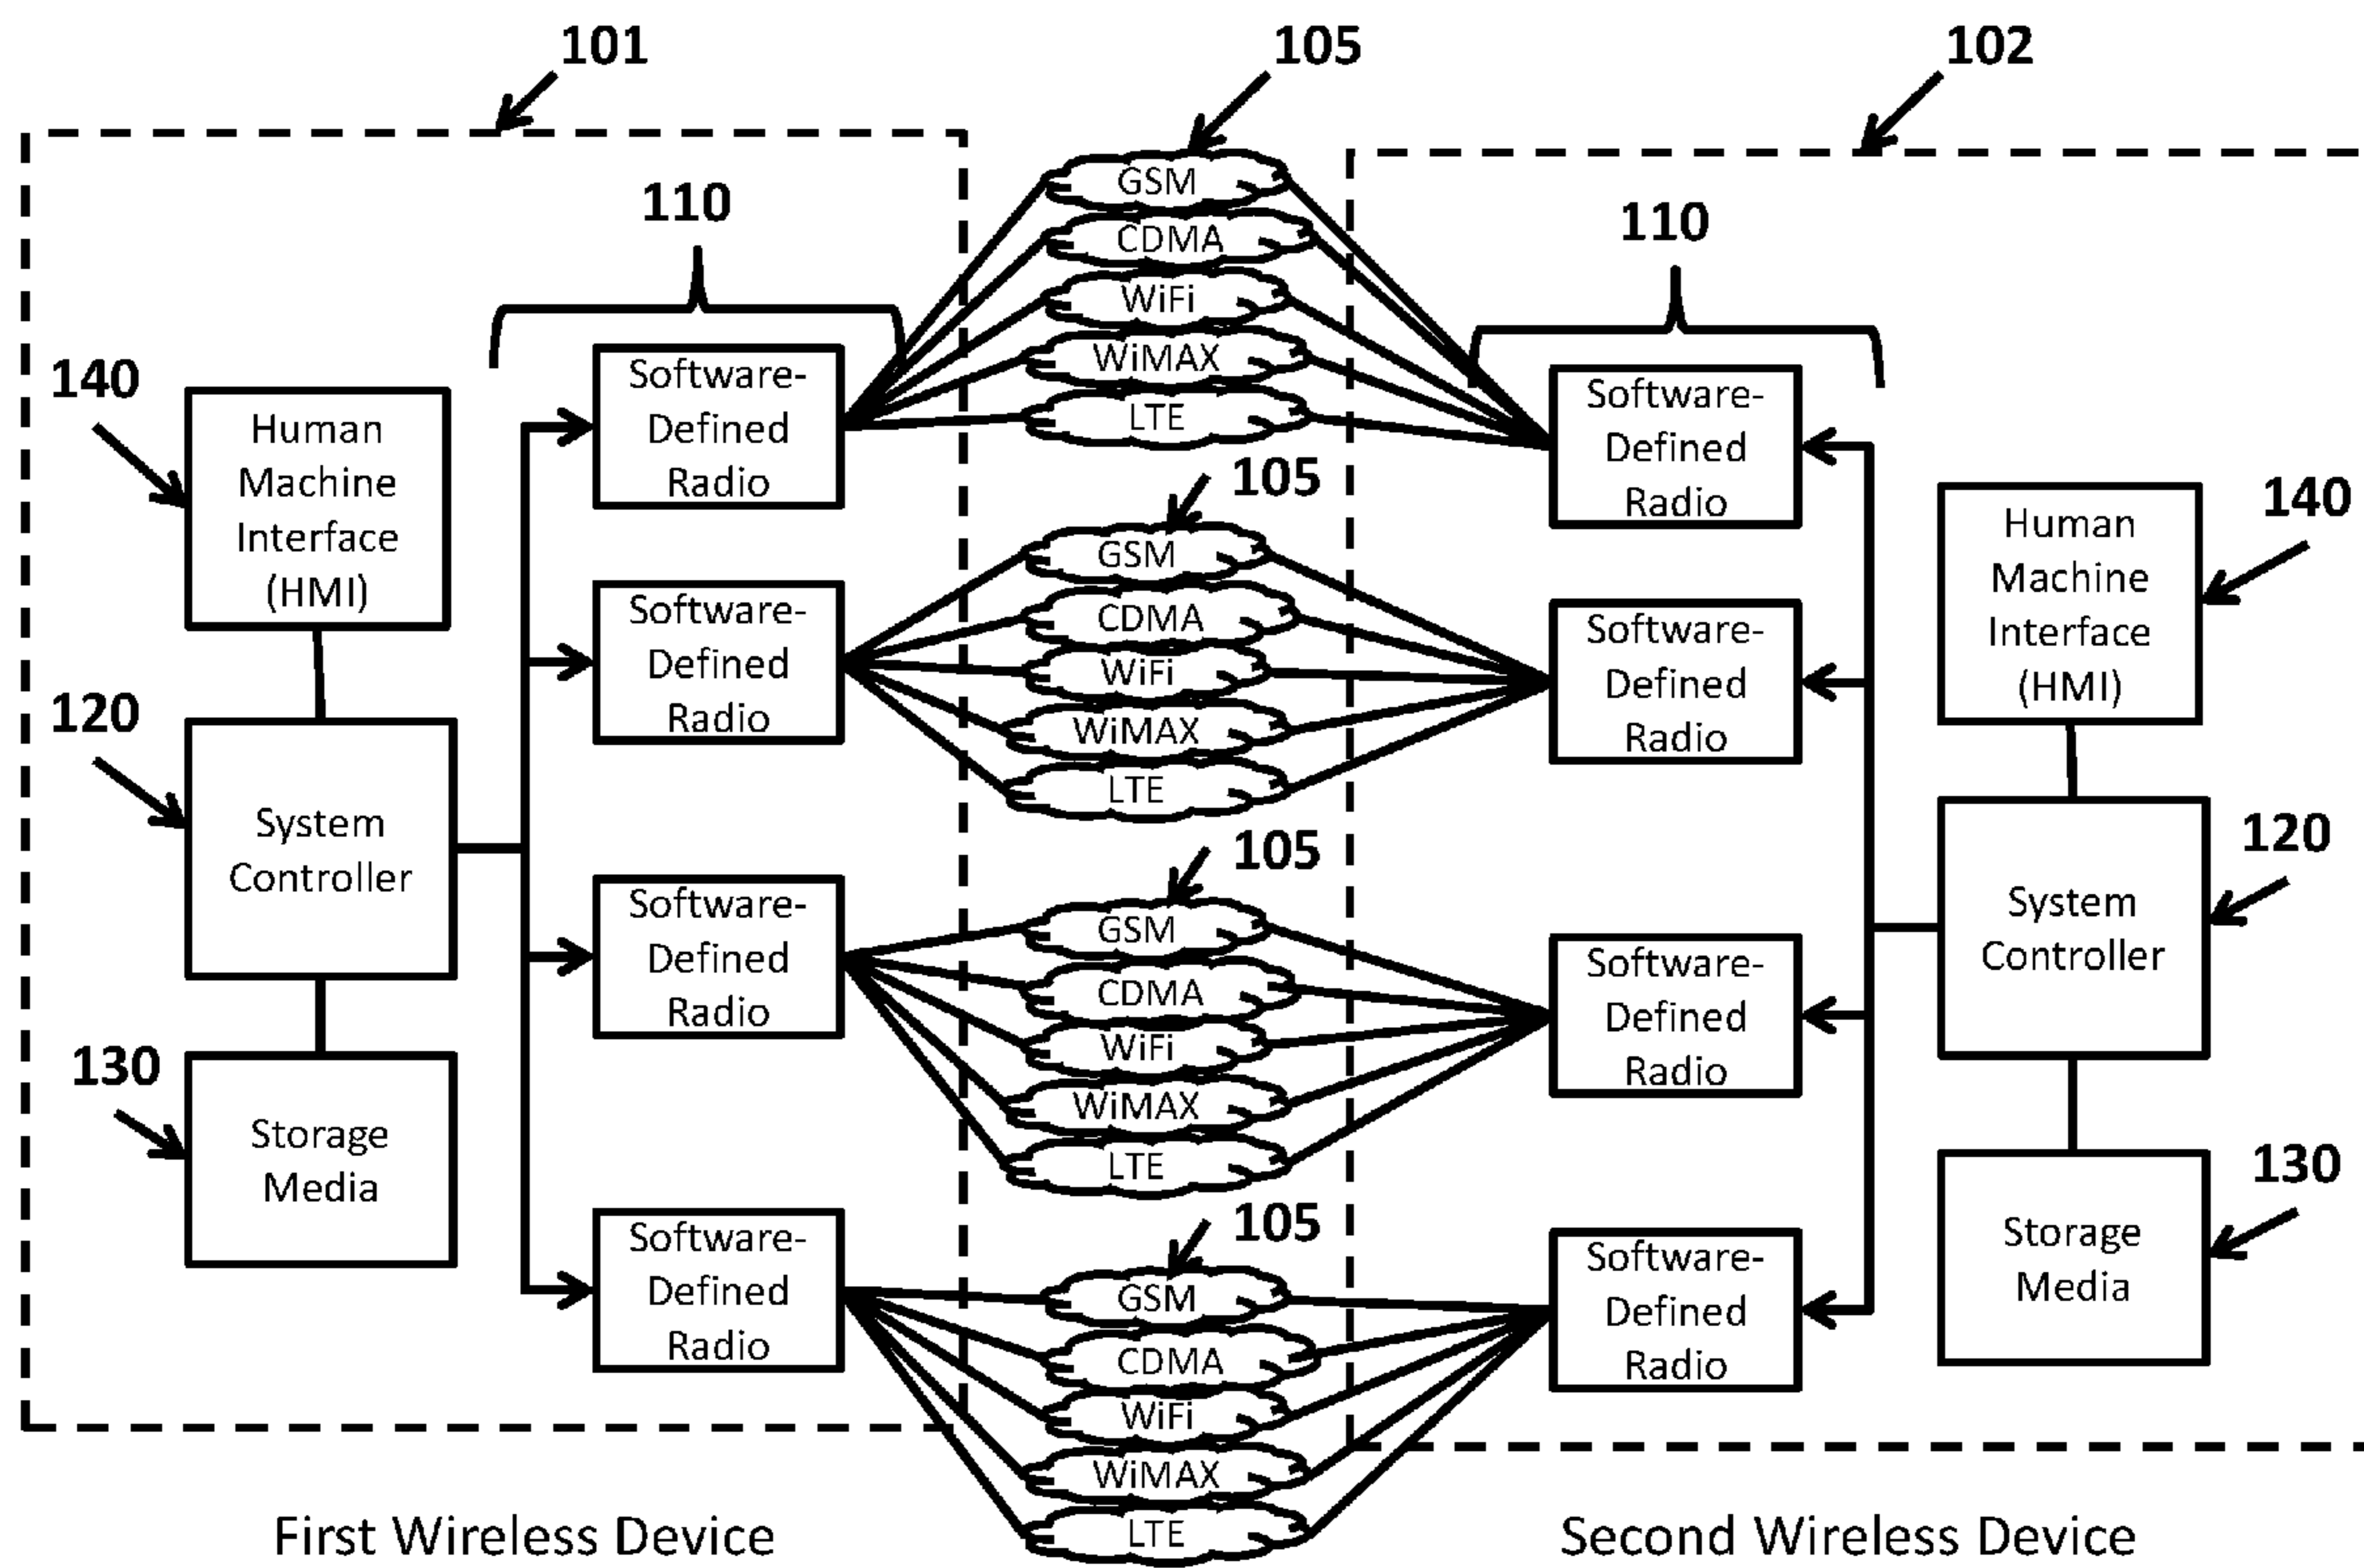 101
105
102
110
110
GSM
CDMA
WiFi
WiMAX
LTE
140
Human
Machine
Interface
(HMI)
120
System
Controller
130
Storage
Media
Software-
Defined
Radio
Software-
Defined
Radio
Software-
Defined
Radio
Software-
Defined
Radio
105
GSM
CDMA
WiFi
WiMAX
LTE
105
GSM
CDMA
WiFi
WiMAX
LTE
105
GSM
CDMA
WiFi
WiMAX
LTE
Software-
Defined
Radio
Software-
Defined
Radio
Software-
Defined
Radio
Software-
Defined
Radio
140
Human
Machine
Interface
(HMI)
120
System
Controller
130
Storage
Media
First Wireless Device
Second Wireless Device